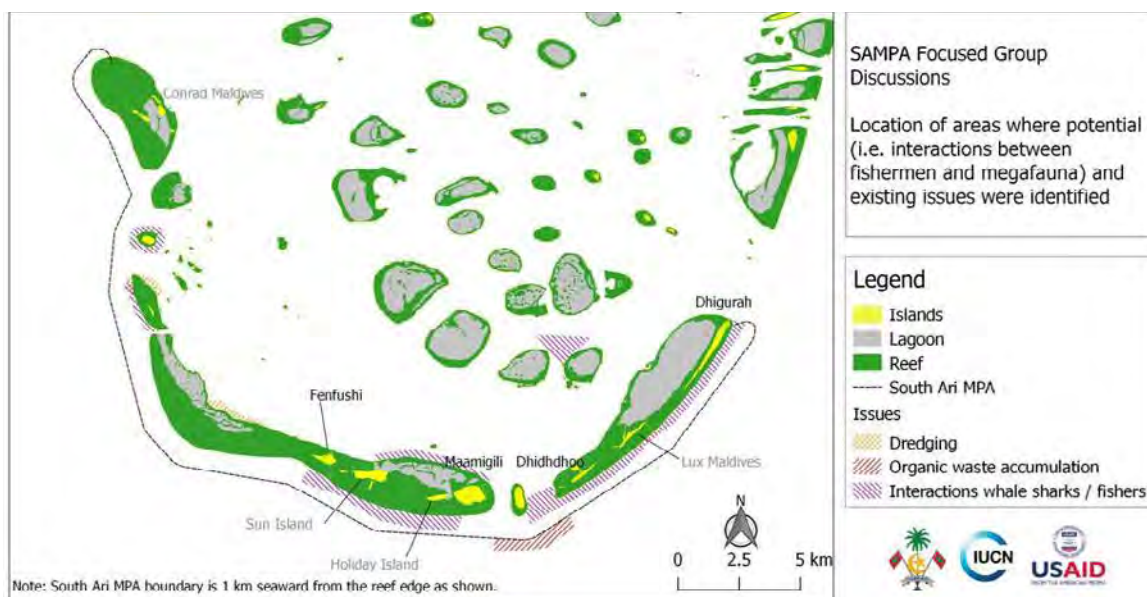 SAMPA Focused Group
Discussions
Location of areas where potential
(i.e. interactions between
fishermen and megafauna) and
existing issues were identified
Conrad Maldives
Dhigurah
Fenfushi
Maamigili
Dhidhdhoo
Lux Maldives
Sun Island
Holiday Island
N
0 2.5 5 km
Note: South Ari MPA boundary is 1 km seaward from the reef edge as shown.
Legend
Islands
Lagoon
Reef
South Ari MPA
Issues
Dredging
Organic waste accumulation
Interactions whale sharks / fishers
IUCN
USAID